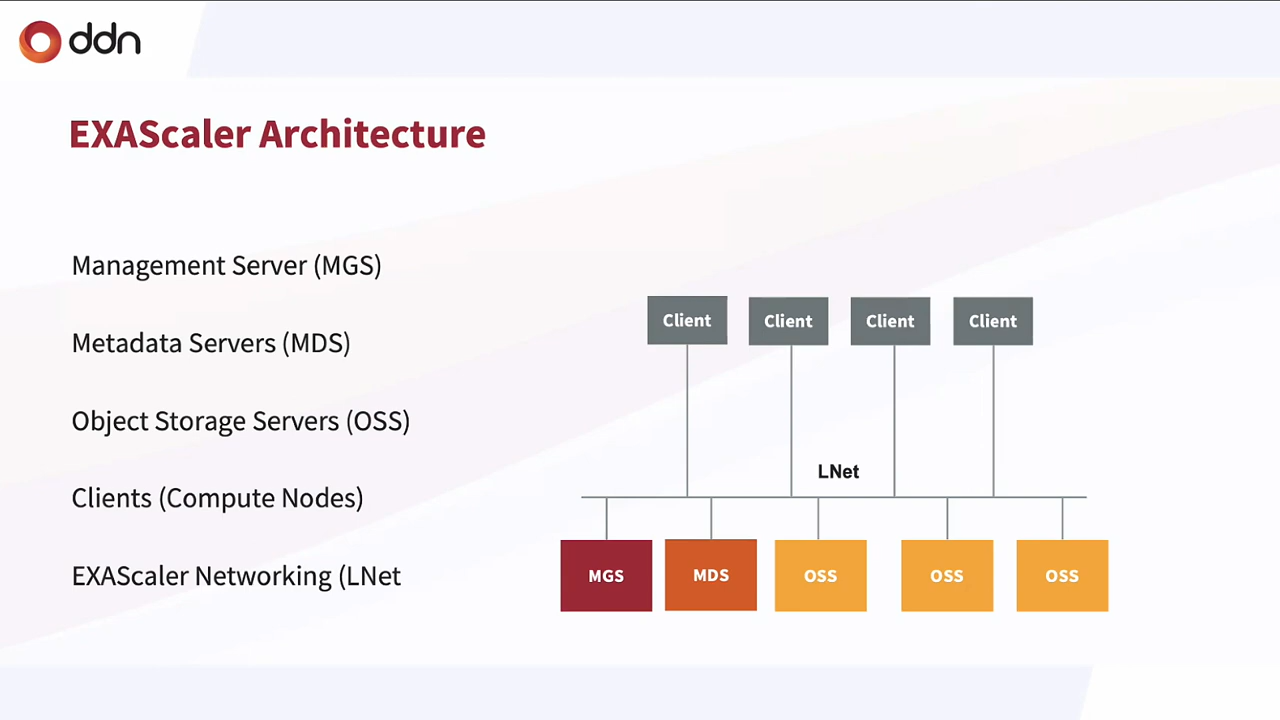 ddn
EXAScaler Architecture
Management Server (MGS)
Metadata Servers (MDS)
Object Storage Servers (OSS)
Clients (Compute Nodes)
EXAScaler Networking (LNet
Client Client Client Client
LNet
MGS MDS OSS OSS OSS